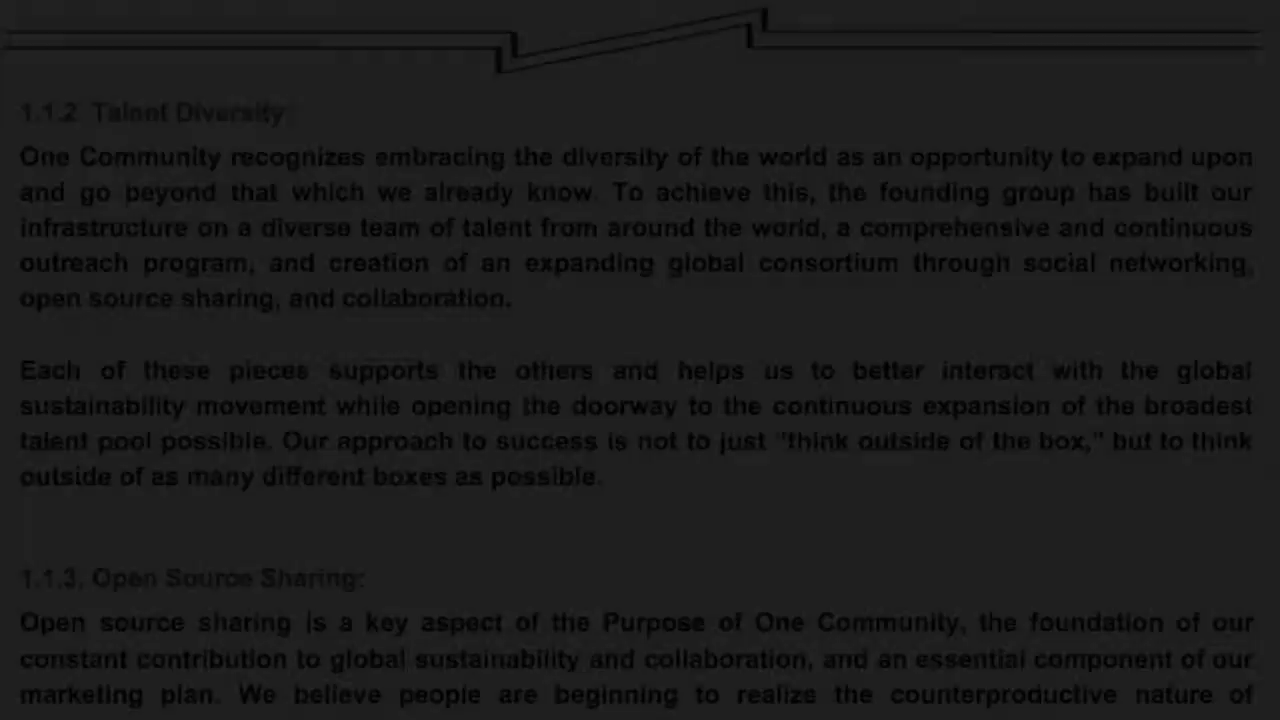 1.1.2. Talent Diversity:
One Community recognizes embracing the diversity of the world as an opportunity to expand upon
and go beyond that which we already know. To achieve this, the founding group has built our
infrastructure on a diverse team of talent from around the world, a comprehensive and continuous
outreach program, and creation of an expanding global consortium through social networking,
open source sharing, and collaboration.
Each of these pieces supports the others and helps us to better interact with the global
sustainability movement while opening the doorway to the continuous expansion of the broadest
talent pool possible. Our approach to success is not to just "think outside of the box," but to think
outside of as many different boxes as possible.
1.1.3. Open Source Sharing:
Open source sharing is a key aspect of the Purpose of One Community, the foundation of our
constant contribution to global sustainability and collaboration, and an essential component of our
marketing plan. We believe people are beginning to realize the counterproductive nature of